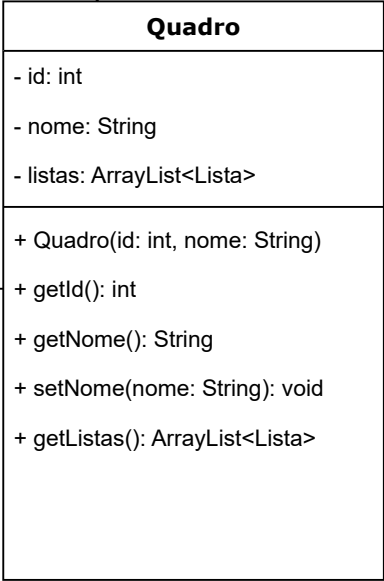 Quadro
- id: int
- nome: String
- listas: ArrayList<Lista>
+ Quadro(id: int, nome: String)
+ getId(): int
+ getNome(): String
+ setNome(nome: String): void
+ getListas(): ArrayList<Lista>